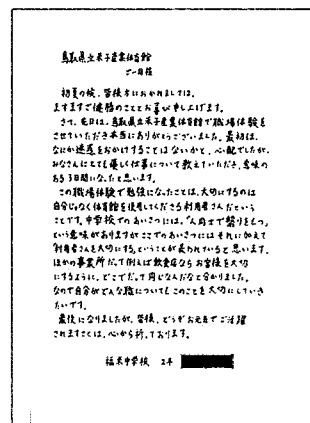 鳥取県立米子産業体育館
ご一同様
初夏の候、皆様方におかれましては、
ますますご健勝のこととお喜び申し上げます。
さて、先日は、鳥取県立米子産業体育館で職場体験を
させていただき本当にありがとうございました。最初は、
なにか迷惑をおかけすることはないかと、心配でしたが、
みなさんにとても優しく仕事について教えていただき、意味の
ある3日間になったと思います。
この職場体験で勉強になったことは、大切にするのは
自分じゃなく体育館を使用してくださる利用者さんだという
ことです。中学校でのあいさつには、「人同士で繋りをもつ」
という意味がありますがここでのあいさつにはそれに加えて
「利用者さんを大切にする」ということが表われていると思います。
ほかの事業所だって例えば飲食店ならお客様を大切
にするように、どこでだって同じなんだなと分かりました。
なので自分がどんな職についてもこのことを大切にしていき
たいです。
最後になりましたが、皆様、どうぞお元気でご活躍
されますことを、心から祈っております。
福米中学校 2年